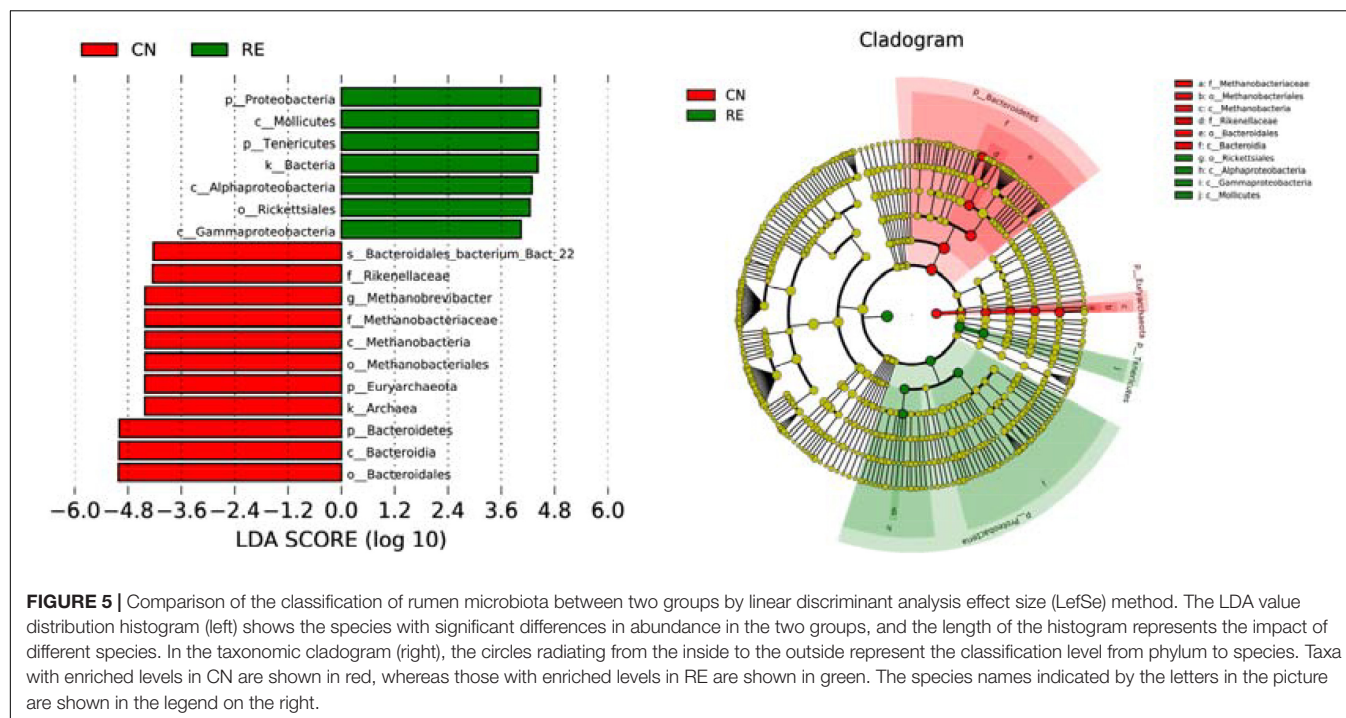 CN
RE
p__Proteobacteria
c__Mollicutes
p__Tenericutes
k__Bacteria
c__Alphaproteobacteria
o__Rickettsiales
c__Gammaproteobacteria
s__Bacteroidales_bacterium_Bact_22
f__Rikenellaceae
g__Methanobrevibacter
f__Methanobacteriaceae
c__Methanobacteria
o__Methanobacteriales
p__Euryarchaeota
k__Archaea
p__Bacteroidetes
c__Bacteroidia
o__Bacteroidales
−6.0 −4.8 −3.6 −2.4 −1.2 0.0 1.2 2.4 3.6 4.8 6.0
LDA SCORE (log 10)
Cladogram
CN
RE
p__Bacteroidetes
f
e
d
p__Euryarchaeota
c
b
a
p__Tenericutes
j
i
p__Proteobacteria
g
h
a: f__Methanobacteriaceae
b: o__Methanobacteriales
c: c__Methanobacteria
d: f__Rikenellaceae
e: o__Bacteroidales
f: c__Bacteroidia
g: o__Rickettsiales
h: c__Alphaproteobacteria
i: c__Gammaproteobacteria
j: c__Mollicutes
FIGURE 5 | Comparison of the classification of rumen microbiota between two groups by linear discriminant analysis effect size (LefSe) method. The LDA value
distribution histogram (left) shows the species with significant differences in abundance in the two groups, and the length of the histogram represents the impact of
different species. In the taxonomic cladogram (right), the circles radiating from the inside to the outside represent the classification level from phylum to species. Taxa
with enriched levels in CN are shown in red, whereas those with enriched levels in RE are shown in green. The species names indicated by the letters in the picture
are shown in the legend on the right.